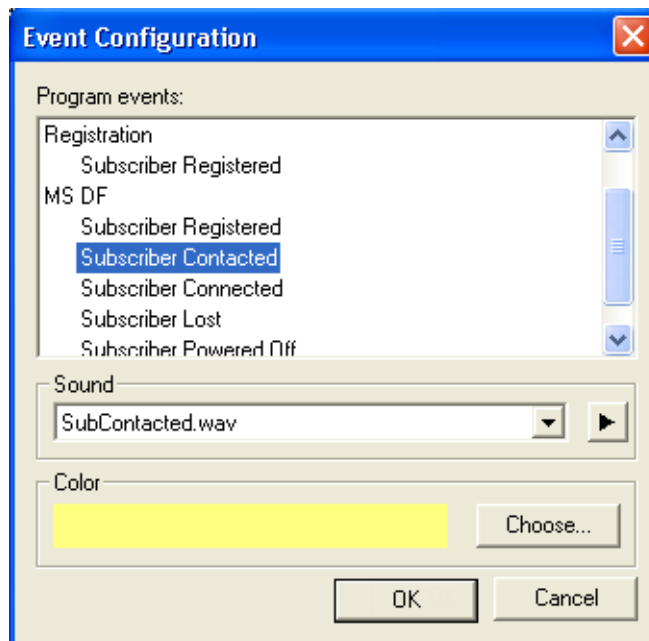 Event Configuration
Program events:
Registration
Subscriber Registered
MS DF
Subscriber Registered
Subscriber Contacted
Subscriber Connected
Subscriber Lost
Subscriber Powered Off
Sound
SubContacted.wav
Color
Choose...
OK
Cancel